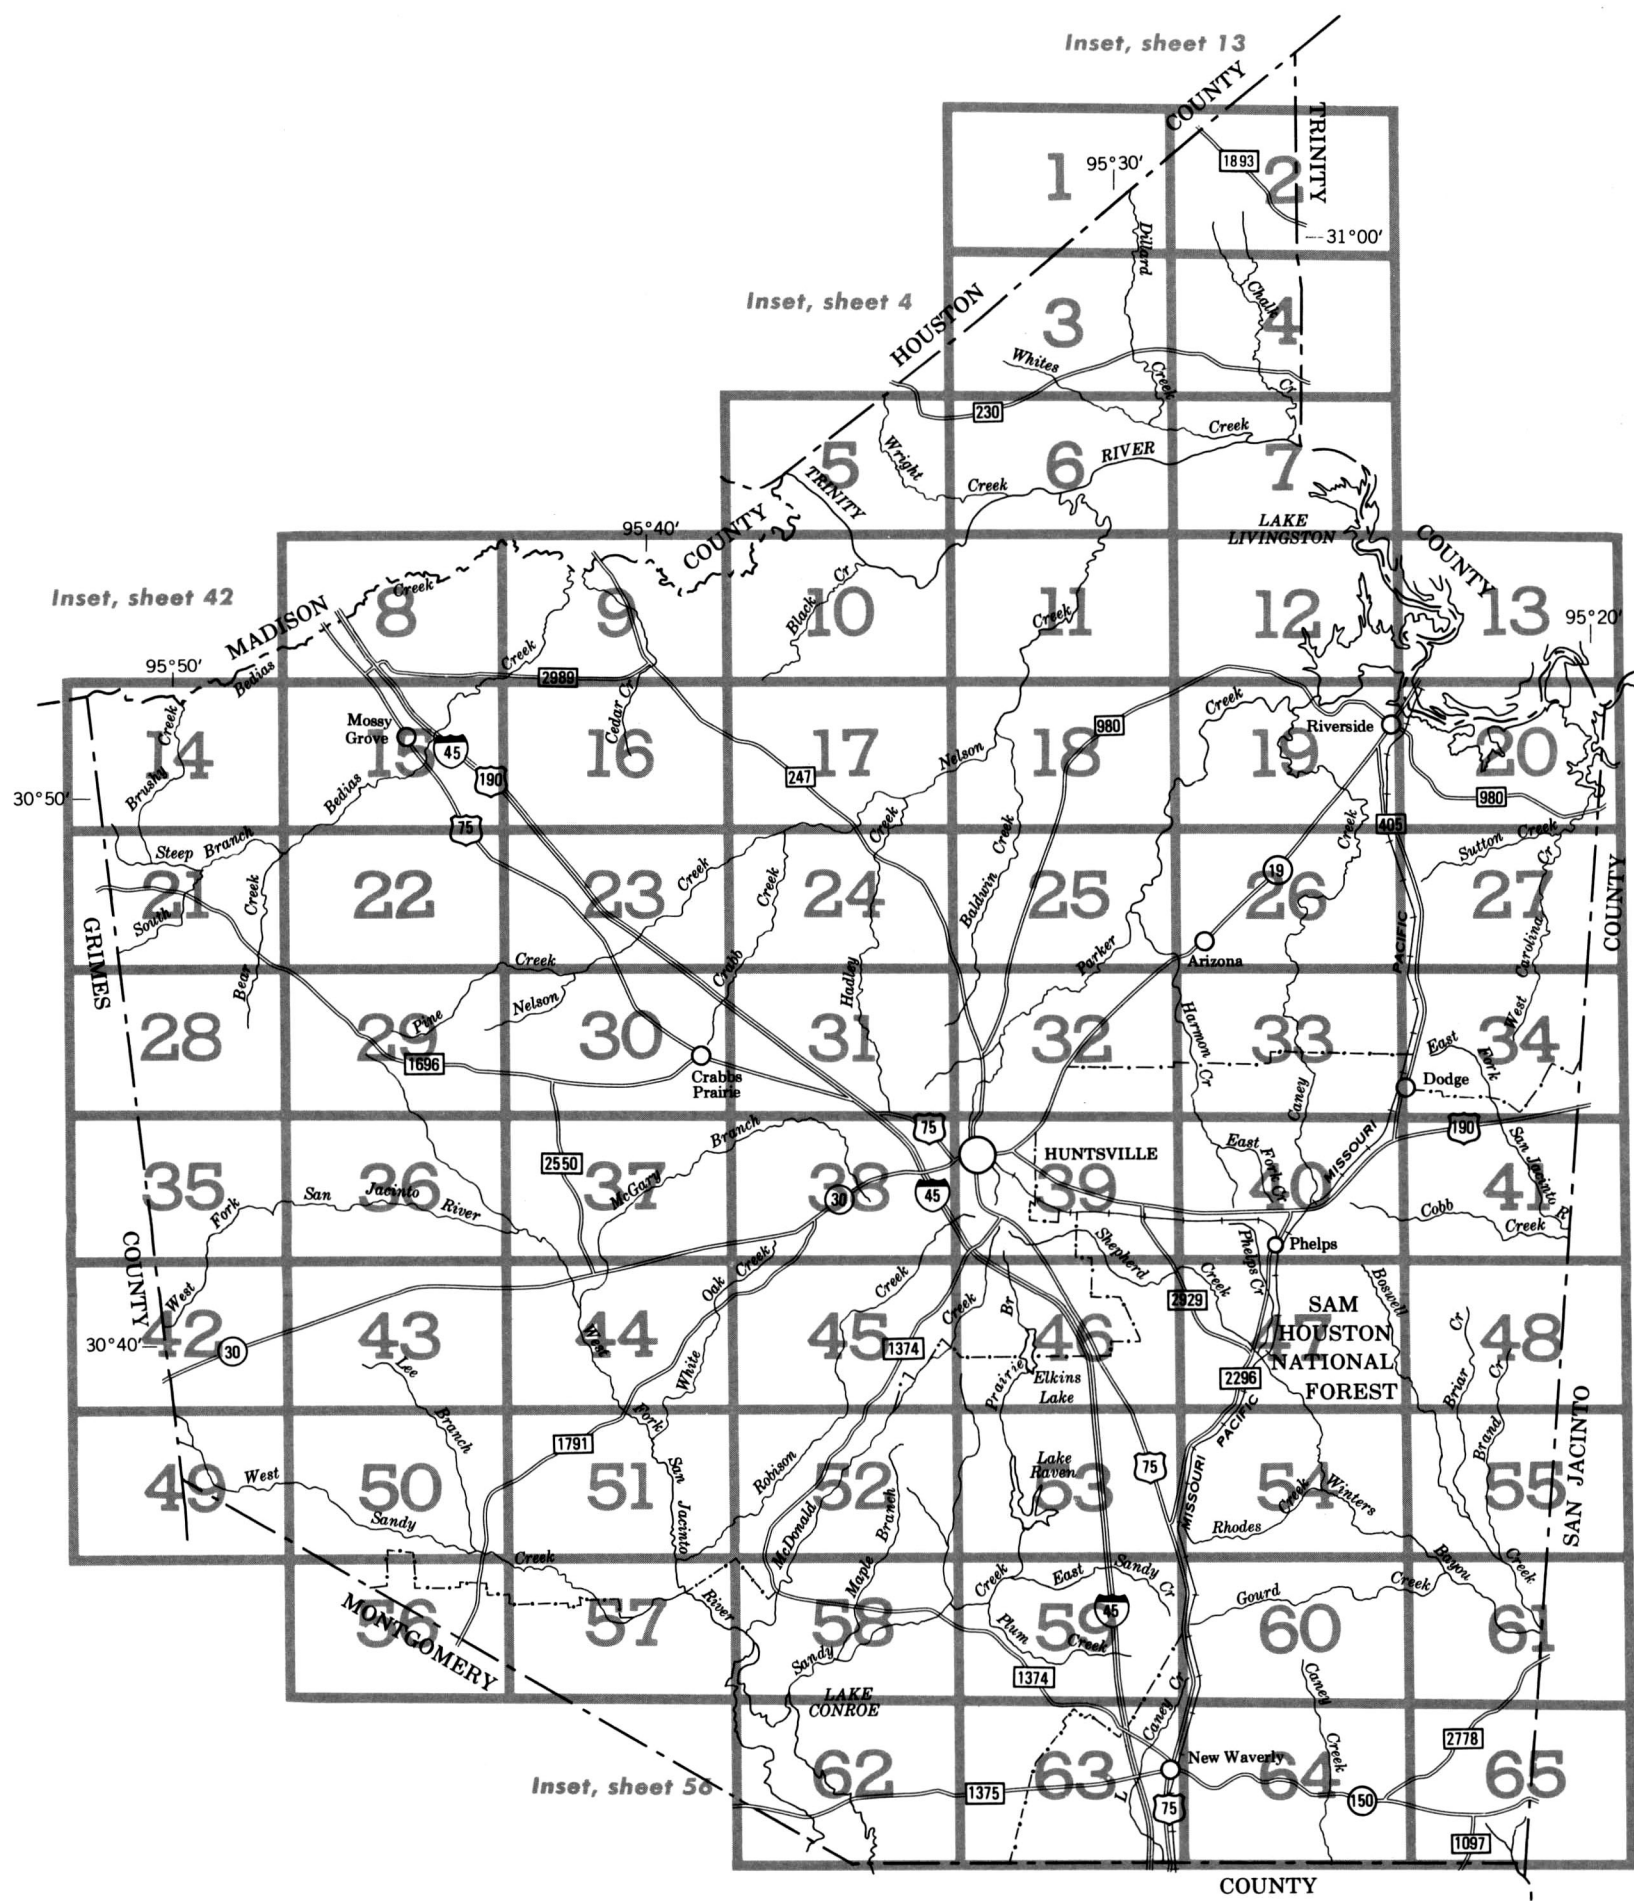 Inset, sheet 13
COUNTY
TRINITY
1
95°30′
1893
2
31°00′
Dillard
Inset, sheet 4
HOUSTON
3
Chalk
4
Whites
Creek
Cr
230
Creek
5
Wright
6
RIVER
7
TRINITY
Creek
LAKE
LIVINGSTON
COUNTY
95°40′
COUNTY
Inset, sheet 42
MADISON
8
Creek
9
Black Cr
10
11
Creek
12
13
95°20′
95°50′
Bedias
Creek
2989
Cedar Cr
Creek
980
Riverside
Mossy
Grove
14
Brushy Creek
15
45
16
17
Nelson
18
19
20
190
247
30°50′
Bedias
75
980
405
Creek
Creek
Sutton Creek
Steep Branch
Creek
Creek
Creek
Baldwin Creek
19
Cr
21
22
23
24
25
26
27
South
COUNTY
GRIMES
Bear
Creek
Crabb
Parker
Arizona
PACIFIC
West Carolina
Hadley
Nelson
Pine
28
29
30
31
32
Harmon Cr
33
34
East
Fork
1696
Crabbs
Prairie
Caney
Dodge
75
Branch
190
HUNTSVILLE
East
Fork Cr
MISSOURI
San Jacinto R
2550
35
36
37
McGary
38
30
45
39
40
41
Fork
San
Jacinto
River
Cobb
Creek
Shepherd
Creek
Phelps Cr
Phelps
COUNTY
West
Oak Creek
Creek
Creek
Br
2929
Boswell
SAM
HOUSTON
NATIONAL
FOREST
42
43
44
45
46
47
48
30°40′
30
Lee
West
White
1374
Prairie
Elkins
Lake
2296
Briar
Cr
Cr
PACIFIC
Brand
Branch
Fork
1791
SAN JACINTO
49
50
51
52
53
54
55
West
San
Jacinto
Robison
Lake
Raven
75
MISSOURI
Creek
Winters
Sandy
McDonald
Branch
Rhodes
Creek
Maple
Creek
East
Sandy Cr
Bayou
Creek
Gourd
Creek
River
56
57
58
59
45
60
61
MONTGOMERY
Plum
Creek
Sandy
1374
LAKE
CONROE
Caney Cr
Caney
Creek
2778
New Waverly
Inset, sheet 56
62
1375
63
L
75
64
150
65
1097
COUNTY